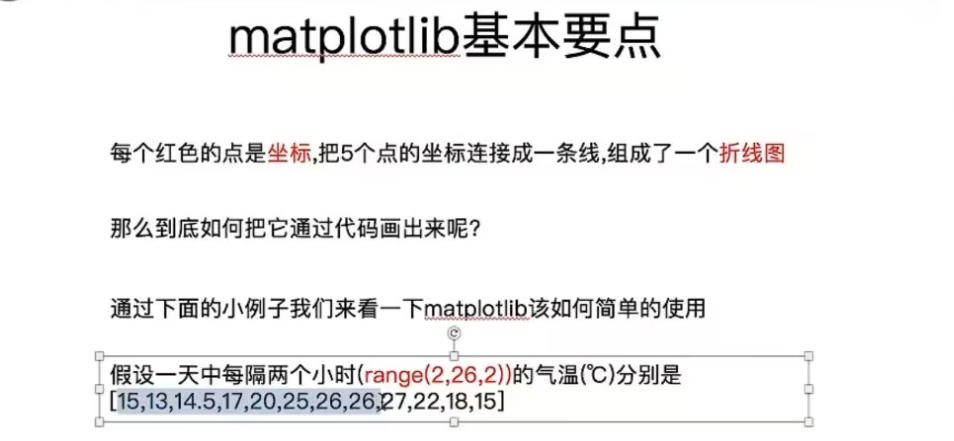 matplotlib基本要点
每个红色的点是坐标,把5个点的坐标连接成一条线,组成了一个折线图
那么到底如何把它通过代码画出来呢?
通过下面的小例子我们来看一下matplotlib该如何简单的使用
假设一天中每隔两个小时(range(2,26,2))的气温(℃)分别是
[15,13,14.5,17,20,25,26,26,27,22,18,15]